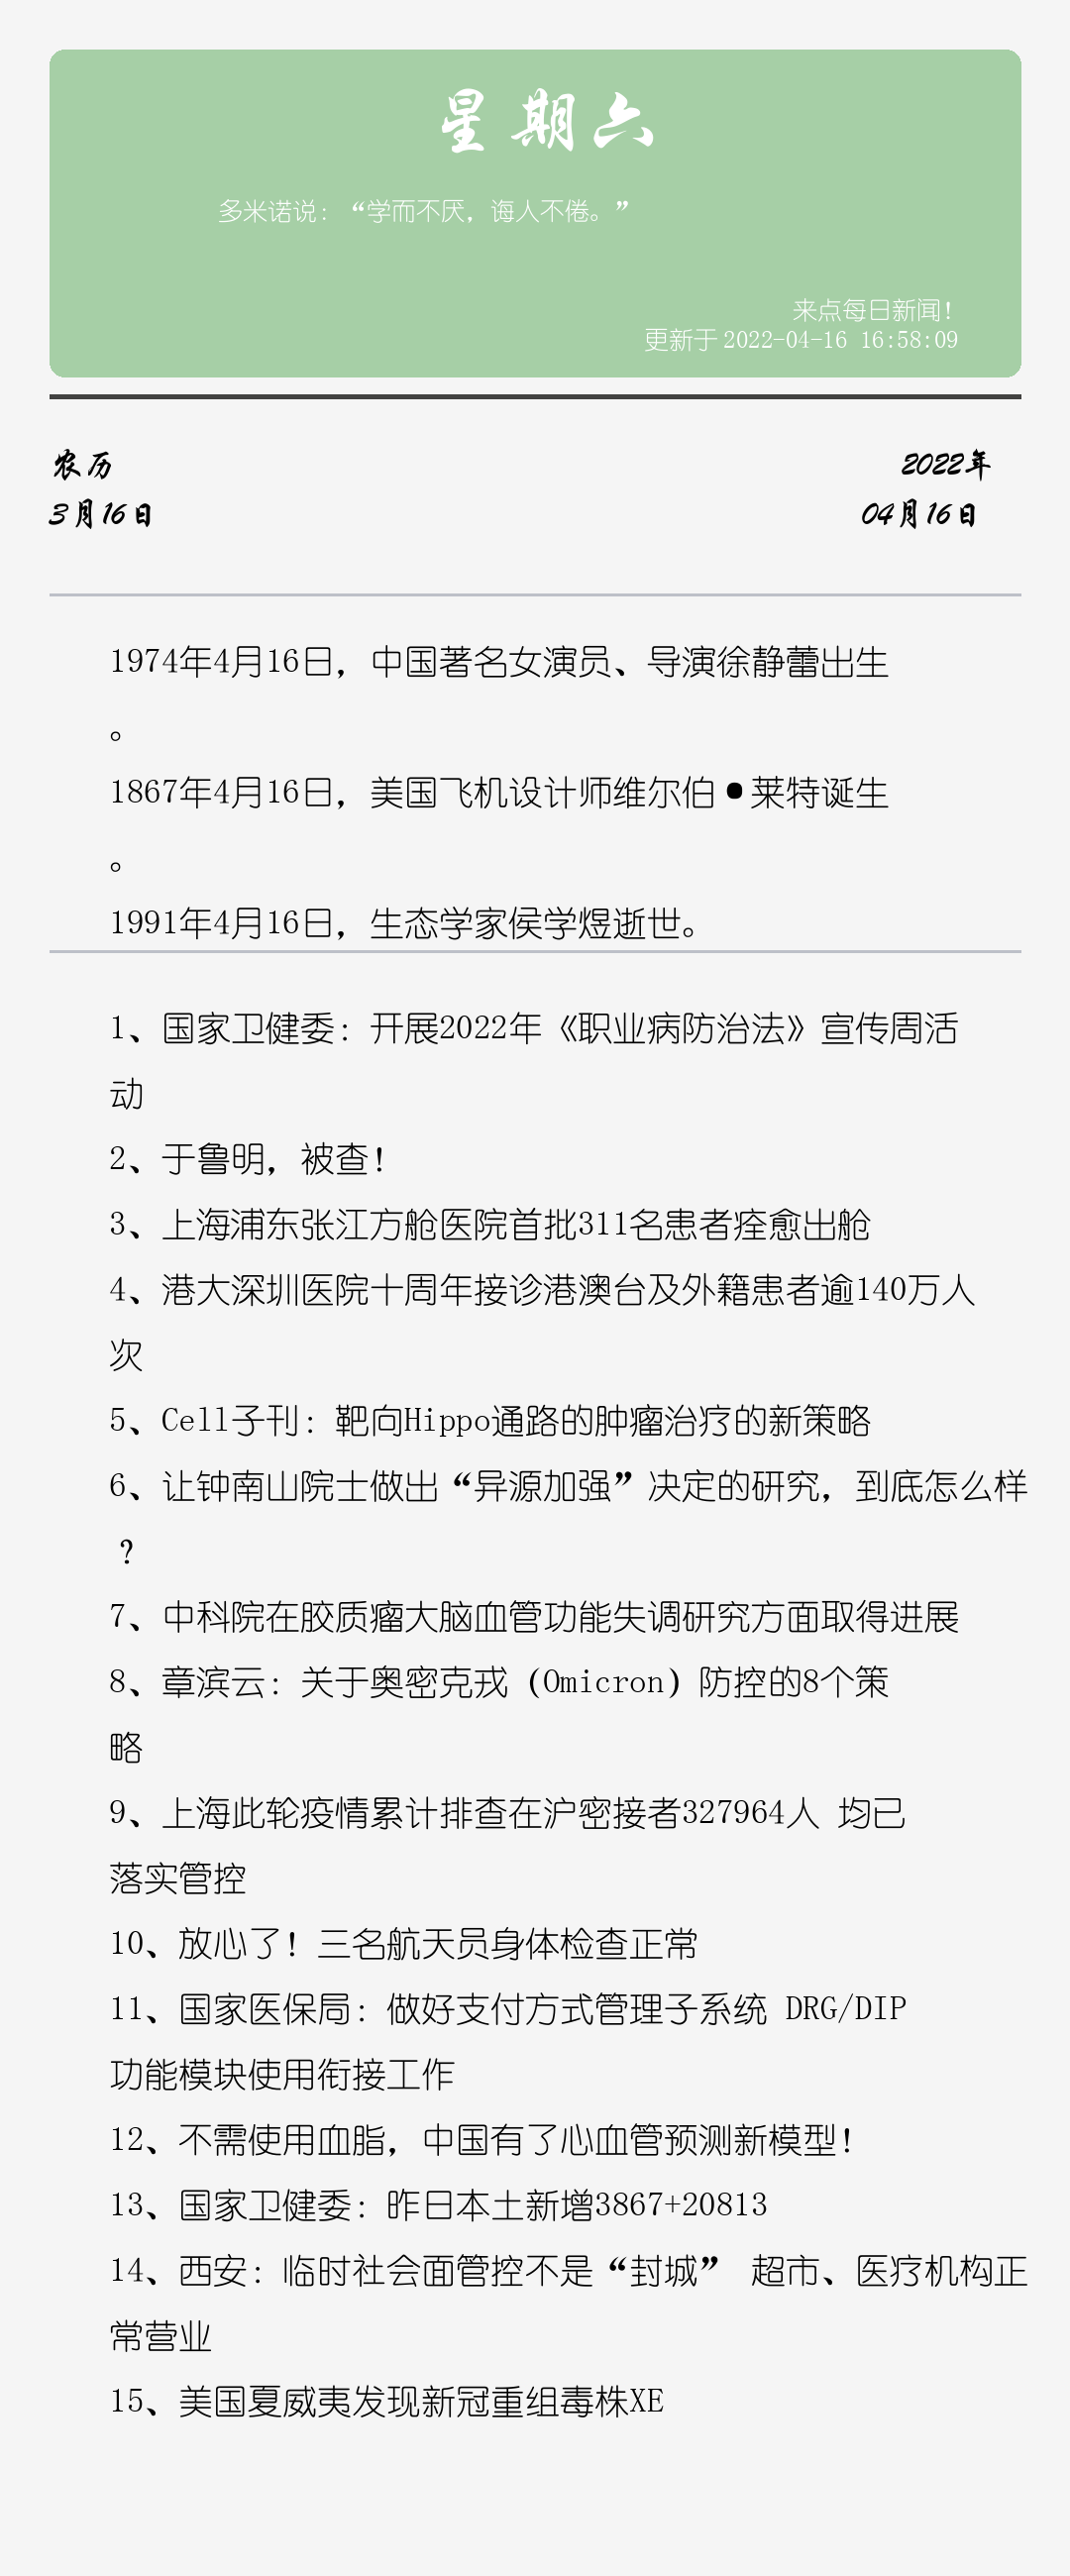 星期六
多米诺说：“学而不厌，诲人不倦。”
来点每日新闻！
更新于 2022-04-16 16:58:09
农历
2022年
3月16日
04月16日
1974年4月16日，中国著名女演员、导演徐静蕾出生
。
1867年4月16日，美国飞机设计师维尔伯•莱特诞生
。
1991年4月16日，生态学家侯学煜逝世。
1、国家卫健委：开展2022年《职业病防治法》宣传周活
动
2、于鲁明，被查！
3、上海浦东张江方舱医院首批311名患者痊愈出舱
4、港大深圳医院十周年接诊港澳台及外籍患者逾140万人
次
5、Cell子刊：靶向Hippo通路的肿瘤治疗的新策略
6、让钟南山院士做出“异源加强”决定的研究，到底怎么样
？
7、中科院在胶质瘤大脑血管功能失调研究方面取得进展
8、章滨云：关于奥密克戎（Omicron）防控的8个策
略
9、上海此轮疫情累计排查在沪密接者327964人 均已
落实管控
10、放心了！三名航天员身体检查正常
11、国家医保局：做好支付方式管理子系统 DRG/DIP
功能模块使用衔接工作
12、不需使用血脂，中国有了心血管预测新模型！
13、国家卫健委：昨日本土新增3867+20813
14、西安：临时社会面管控不是“封城” 超市、医疗机构正
常营业
15、美国夏威夷发现新冠重组毒株XE